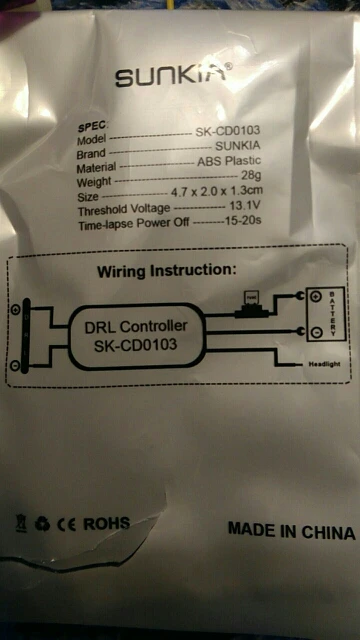 SUNKIA®
SPEC:
Model ---------------- SK-CD0103
Brand -------------------- SUNKIA
Material -------------- ABS Plastic
Weight ------------------------- 28g
Size ------------- 4.7 x 2.0 x 1.3cm
Threshold Voltage ----------- 13.1V
Time-lapse Power Off --------15-20s
Wiring Instruction:
+
-
DRL Controller
SK-CD0103
FUSE
+
-
BATTERY
Headlight
CE ROHS
MADE IN CHINA